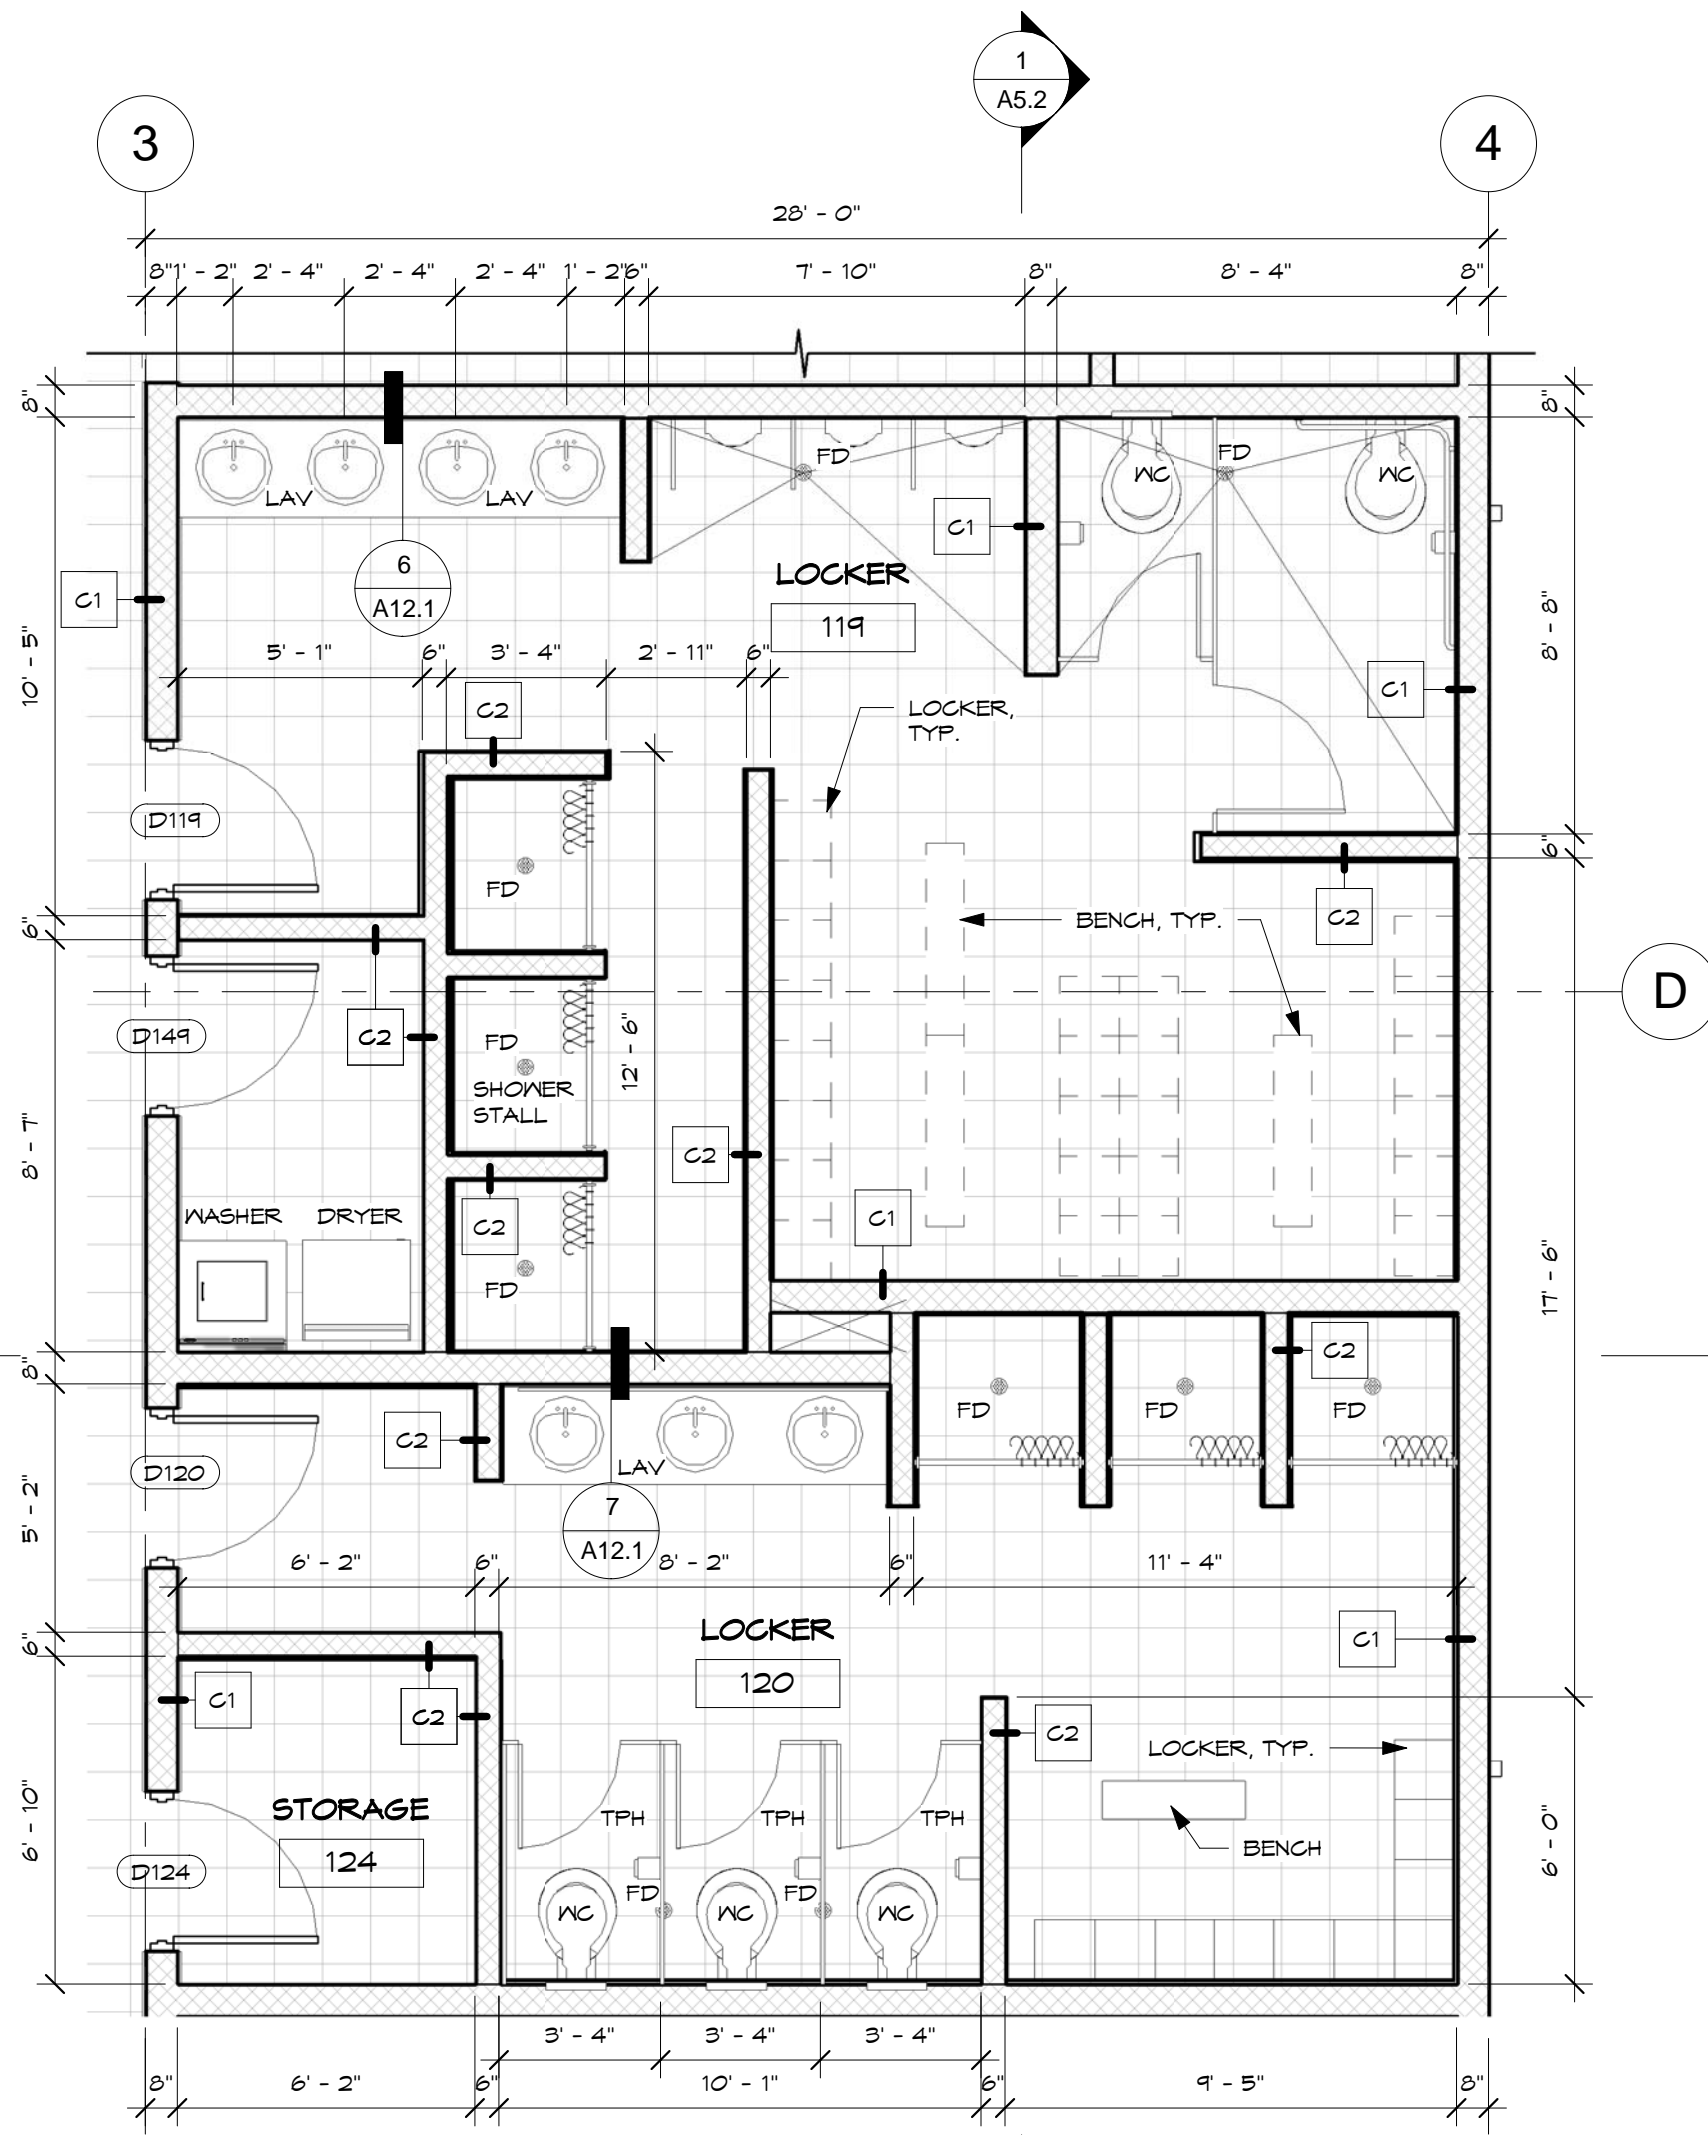 1
A5.2
3
4
28' - 0"
8" 1' - 2" 2' - 4" 2' - 4" 2' - 4" 1' - 2" 6" 7' - 10" 8" 8' - 4" 8"
8"
8"
FD
FD
WC
WC
LAV
LAV
C1
6
A12.1
LOCKER
119
C1
10' - 5"
8' - 8"
5' - 1" 6" 3' - 4" 2' - 11" 6"
C1
C2
LOCKER,
TYP.
D119
6"
FD
C2
BENCH, TYP.
6"
D
D149
C2
FD
12' - 6"
SHOWER
STALL
8' - 7"
C2
WASHER
DRYER
C2
C1
FD
17' - 6"
8"
C2
FD
FD
FD
C2
LAV
D120
5' - 2"
7
A12.1
6' - 2" 6" 8' - 2" 6" 11' - 4"
LOCKER
120
C1
6"
C1
C2
C2
LOCKER, TYP.
STORAGE
124
TPH
TPH
TPH
BENCH
6' - 10"
6' - 0"
D124
FD
FD
WC
WC
WC
3' - 4" 3' - 4" 3' - 4"
8" 6' - 2" 6" 10' - 1" 6" 9' - 5" 8"